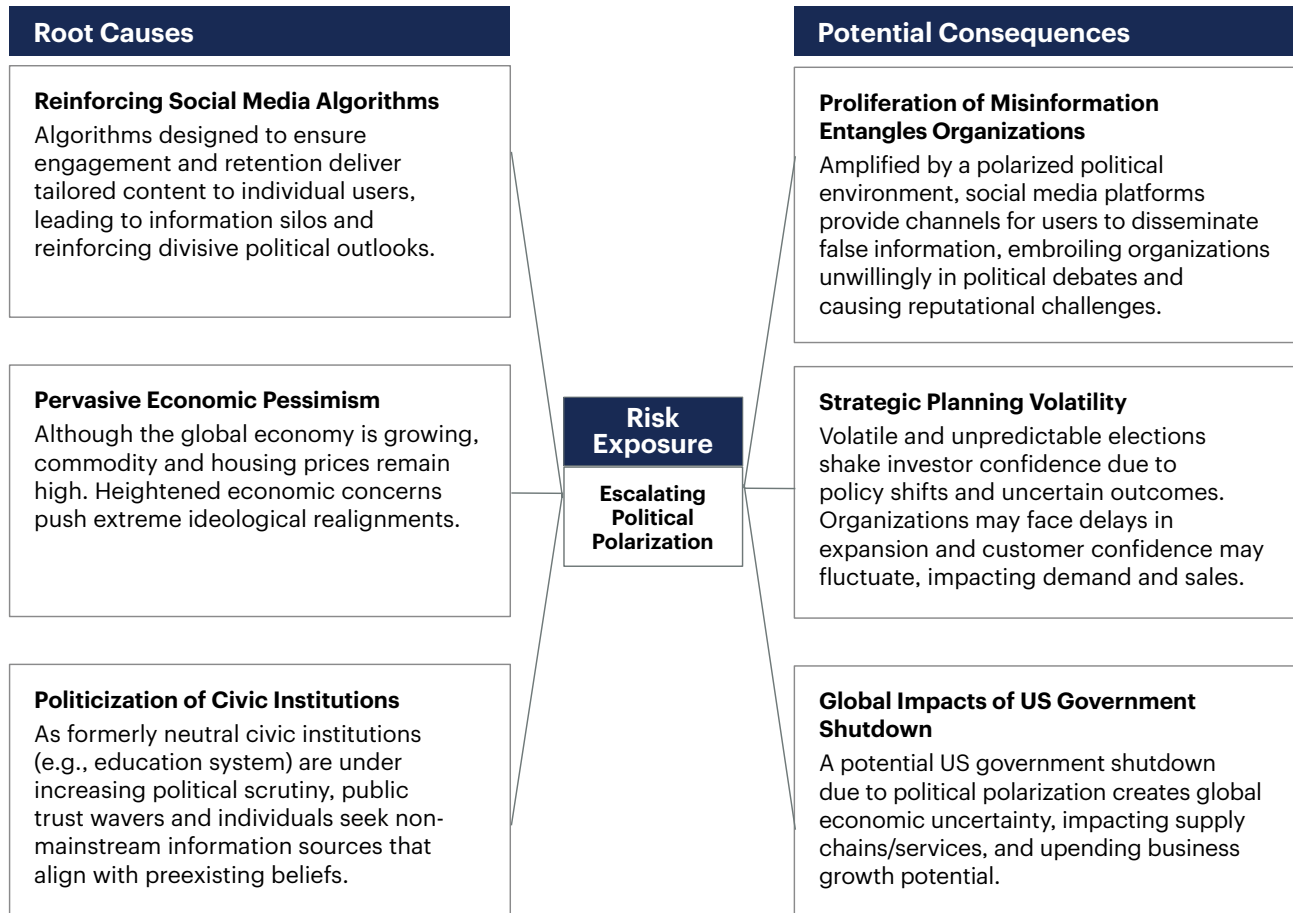 Root Causes
Reinforcing Social Media Algorithms
Algorithms designed to ensure
engagement and retention deliver
tailored content to individual users,
leading to information silos and
reinforcing divisive political outlooks.
Pervasive Economic Pessimism
Although the global economy is growing,
commodity and housing prices remain
high. Heightened economic concerns
push extreme ideological realignments.
Politicization of Civic Institutions
As formerly neutral civic institutions
(e.g., education system) are under
increasing political scrutiny, public
trust wavers and individuals seek non-
mainstream information sources that
align with preexisting beliefs.
Risk
Exposure
Escalating
Political
Polarization
Potential Consequences
Proliferation of Misinformation
Entangles Organizations
Amplified by a polarized political
environment, social media platforms
provide channels for users to disseminate
false information, embroiling organizations
unwillingly in political debates and
causing reputational challenges.
Strategic Planning Volatility
Volatile and unpredictable elections
shake investor confidence due to
policy shifts and uncertain outcomes.
Organizations may face delays in
expansion and customer confidence may
fluctuate, impacting demand and sales.
Global Impacts of US Government
Shutdown
A potential US government shutdown
due to political polarization creates global
economic uncertainty, impacting supply
chains/services, and upending business
growth potential.